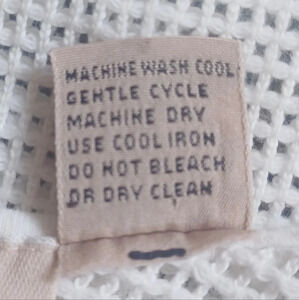 MACHINE WASH COOL
GENTLE CYCLE
MACHINE DRY
USE COOL IRON
DO NOT BLEACH
OR DRY CLEAN